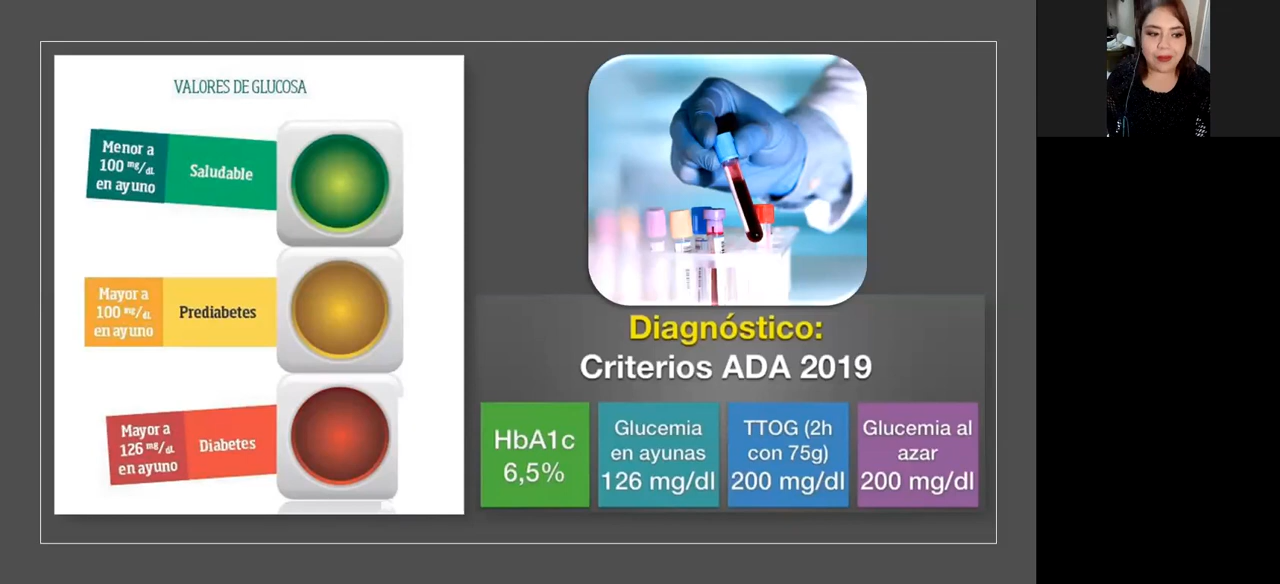 VALORES DE GLUCOSA
Menor a
100 mg/dL
en ayuno
Saludable
Mayor a
100 mg/dL
en ayuno
Prediabetes
Mayor a
126 mg/dL
en ayuno
Diabetes
Diagnóstico:
Criterios ADA 2019
HbA1c
6,5%
Glucemia
en ayunas
126 mg/dl
TTOG (2h
con 75g)
200 mg/dl
Glucemia al
azar
200 mg/dl